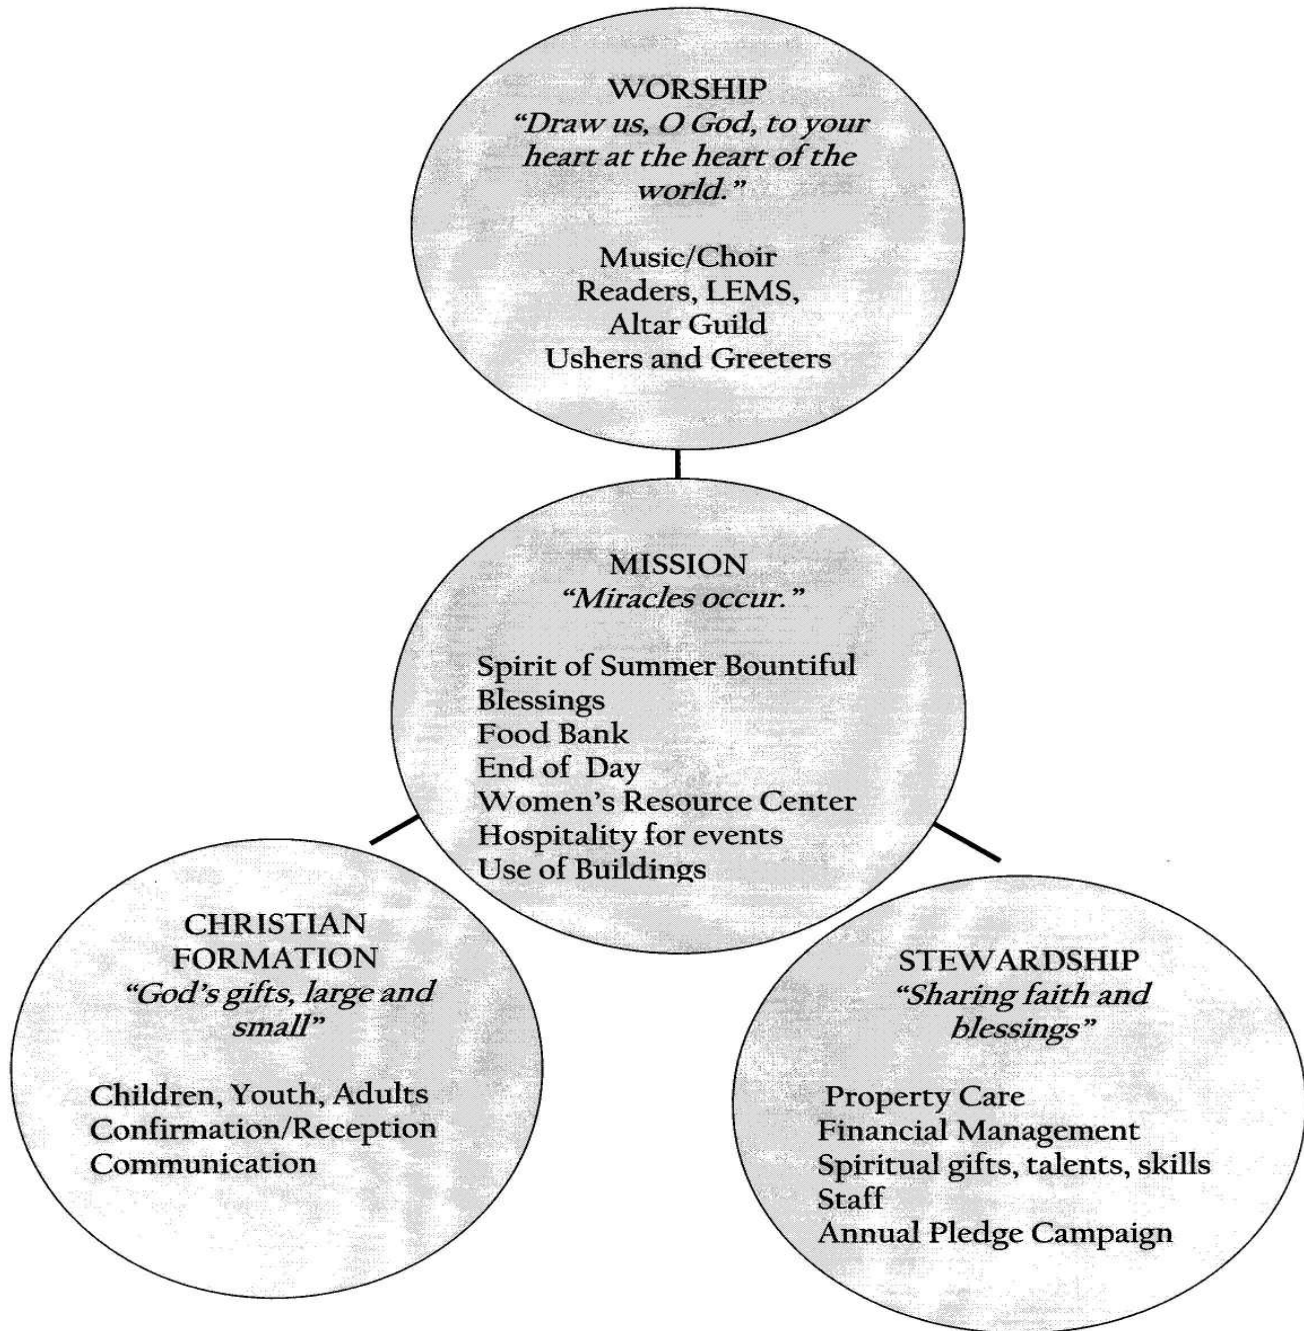 WORSHIP
“Draw us, O God, to your
heart at the heart of the
world.”
Music/Choir
Readers, LEMS,
Altar Guild
Ushers and Greeters
MISSION
“Miracles occur.”
Spirit of Summer Bountiful
Blessings
Food Bank
End of Day
Women’s Resource Center
Hospitality for events
Use of Buildings
CHRISTIAN
FORMATION
“God’s gifts, large and
small”
Children, Youth, Adults
Confirmation/Reception
Communication
STEWARDSHIP
“Sharing faith and
blessings”
Property Care
Financial Management
Spiritual gifts, talents, skills
Staff
Annual Pledge Campaign